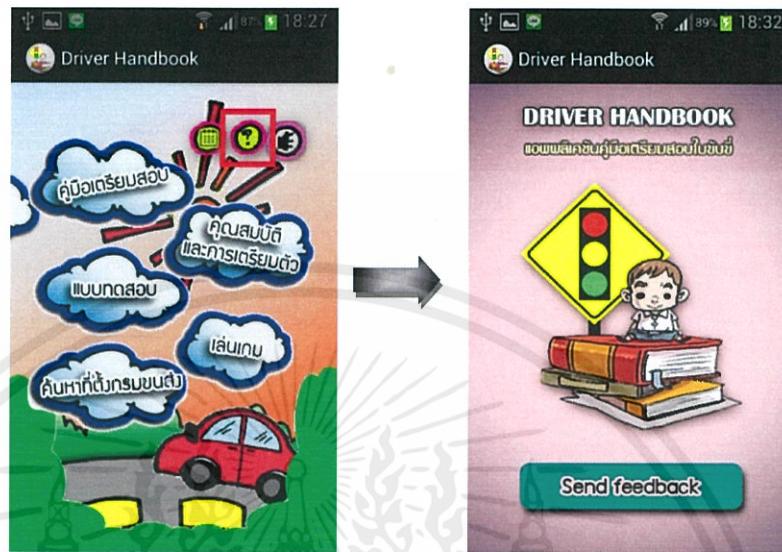 87% 18:27
Driver Handbook
?
คู่มือเตรียมสอบ
คุณสมบัติ
และการเตรียมตัว
แบบทดสอบ
เล่นเกม
ค้นหาที่ตั้งกรมขนส่ง
89% 18:32
Driver Handbook
DRIVER HANDBOOK
แอพพลิเคชันคู่มือเตรียมสอบใบขับขี่
Send feedback